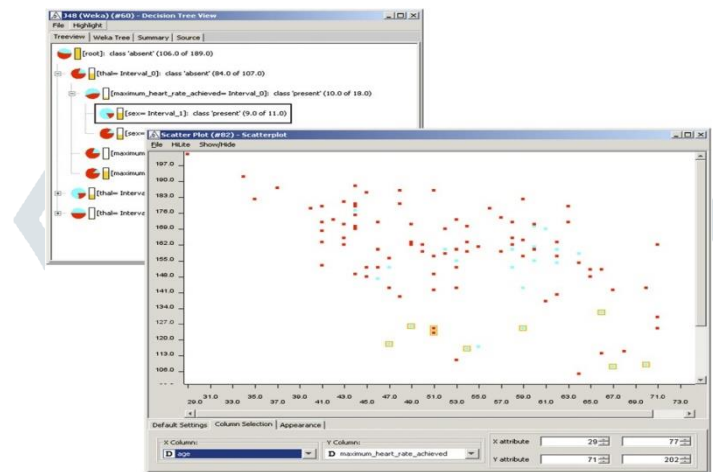 J48 (Weka) (#60) - Decision Tree View
File Highlight
Treeview Weka Tree Summary Source
[root]: class 'absent' (106.0 of 189.0)
[thal= Interval_0]: class 'absent' (84.0 of 107.0)
[maximum_heart_rate_achieved= Interval_0]: class 'present' (10.0 of 18.0)
[sex= Interval_1]: class 'present' (9.0 of 11.0)
[sex=
[maximum
[maximum
[thal= Interva
[thal= Interva
Scatter Plot (#82) - Scatterplot
File HiLite Show/Hide
197.0
190.0
183.0
176.0
169.0
162.0
155.0
148.0
141.0
134.0
127.0
120.0
113.0
106.0
29.0 31.0 33.0 35.0 37.0 39.0 41.0 43.0 45.0 47.0 49.0 51.0 53.0 55.0 57.0 59.0 61.0 63.0 65.0 67.0 69.0 71.0 73.0
Default Settings Column Selection Appearance
X Column: Y Column: X attribute 29 77
D age D maximum_heart_rate_achieved Y attribute 71 202